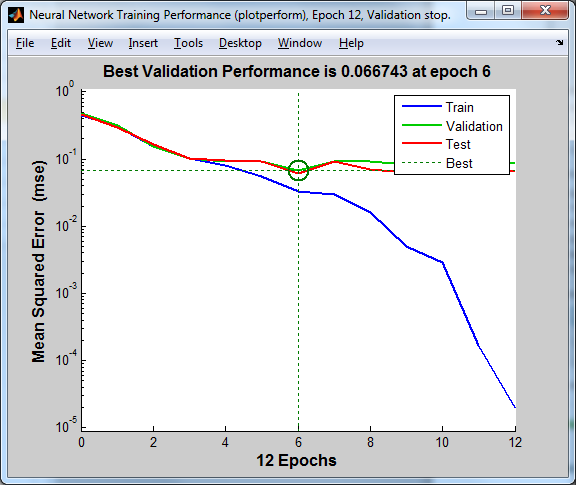 Neural Network Training Performance (plotperform), Epoch 12, Validation stop.
File Edit View Insert Tools Desktop Window Help
Best Validation Performance is 0.066743 at epoch 6
Mean Squared Error (mse)
10^0
10^-1
10^-2
10^-3
10^-4
10^-5
Train
Validation
Test
Best
0 2 4 6 8 10 12
12 Epochs